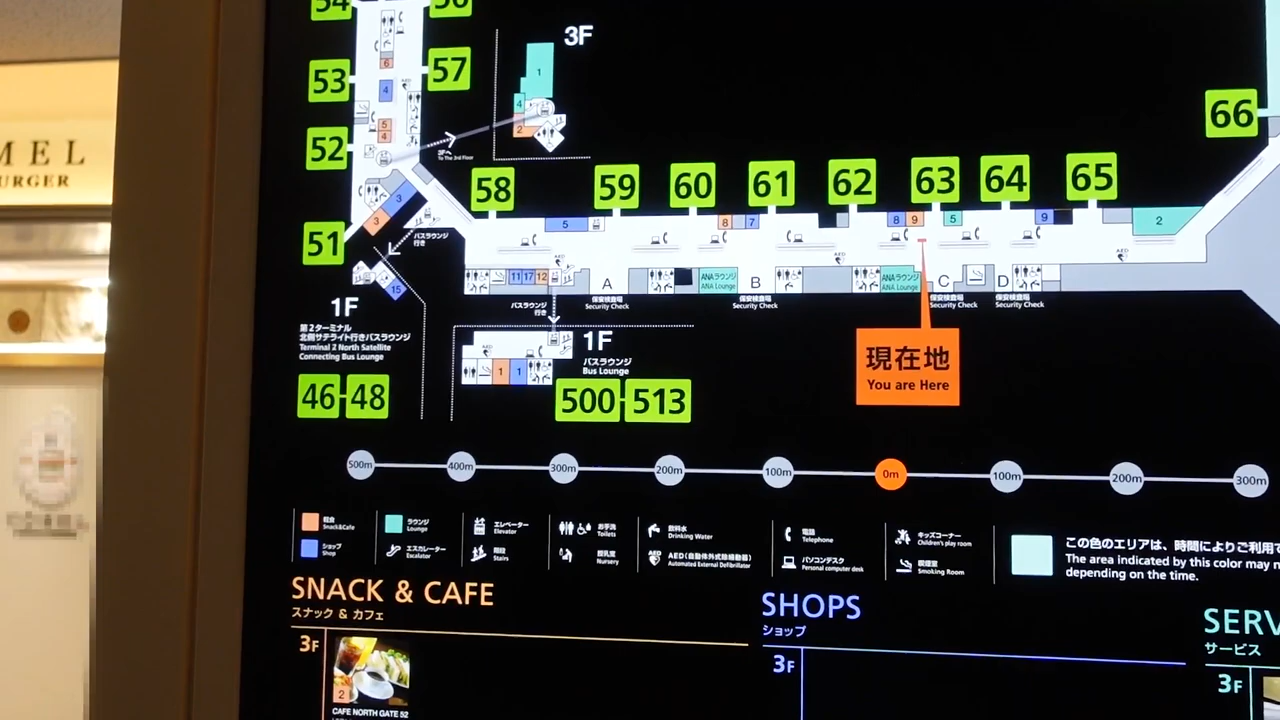 MEL
URGER
54
56
3F
53
57
52
3Fへ
To The 3rd Floor
66
58
59
60
61
62
63
64
65
51
バスラウンジ
行き
ANAラウンジ
ANA Lounge
ANAラウンジ
ANA Lounge
A
B
C
D
保安検査場
Security Check
保安検査場
Security Check
保安検査場
Security Check
保安検査場
Security Check
バスラウンジ
行き
1F
第2ターミナル
北側サテライト行きバスラウンジ
Terminal 2 North Satellite
Connecting Bus Lounge
46-48
1F
バスラウンジ
Bus Lounge
500-513
現在地
You are Here
500m 400m 300m 200m 100m 0m 100m 200m 300m
軽食
Snack&Cafe
ショップ
Shop
ラウンジ
Lounge
エスカレーター
Escalator
エレベーター
Elevator
階段
Stairs
お手洗
Toilets
授乳室
Nursery
飲料水
Drinking Water
AED(自動体外式除細動器)
Automated External Defibrillator
電話
Telephone
パソコンデスク
Personal computer desk
キッズコーナー
Children's play room
喫煙室
Smoking Room
この色のエリアは、時間によりご利用で
The area indicated by this color may n
depending on the time.
SNACK & CAFE
スナック & カフェ
3F
2
CAFE NORTH GATE 52
SHOPS
ショップ
3F
SERV
サービス
3F